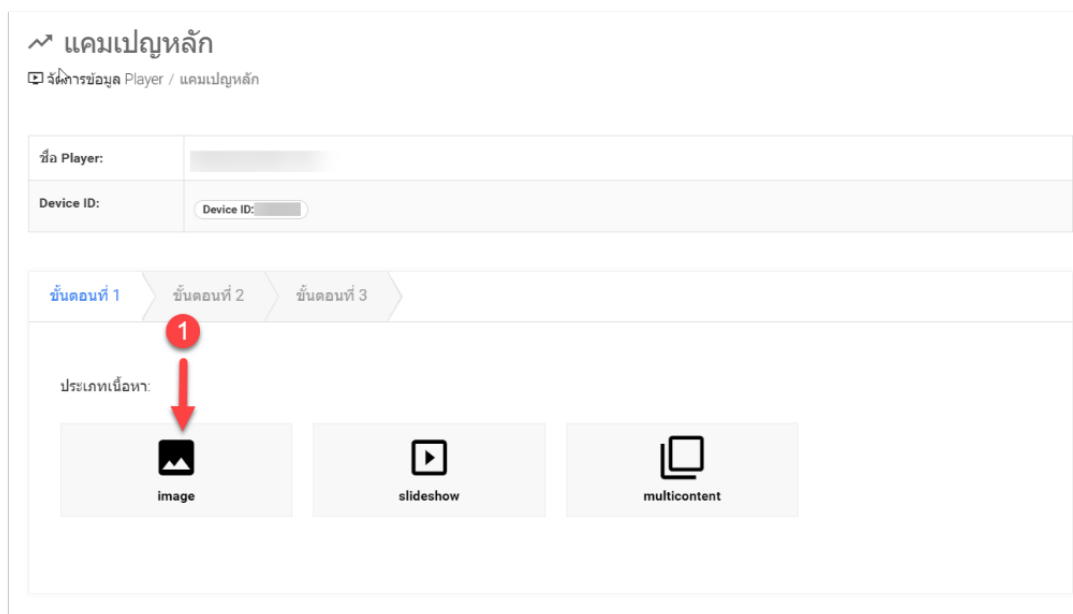 แคมเปญหลัก
จัดการข้อมูล Player / แคมเปญหลัก
ชื่อ Player:
Device ID:
Device ID:
ขั้นตอนที่ 1 ขั้นตอนที่ 2 ขั้นตอนที่ 3
1
ประเภทเนื้อหา:
image slideshow multicontent